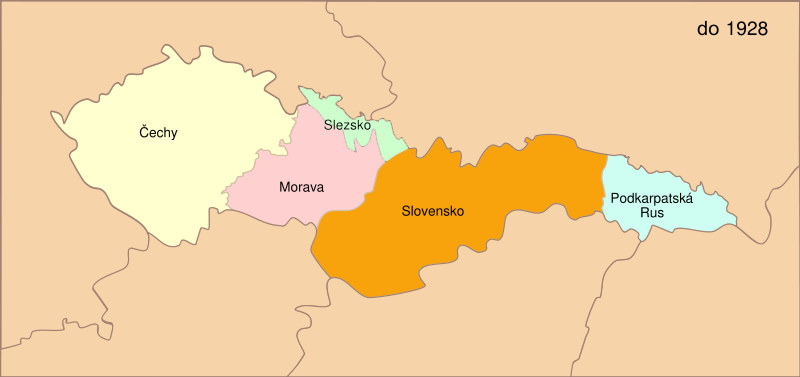 do 1928
Čechy
Slezsko
Morava
Slovensko
Podkarpatská
Rus